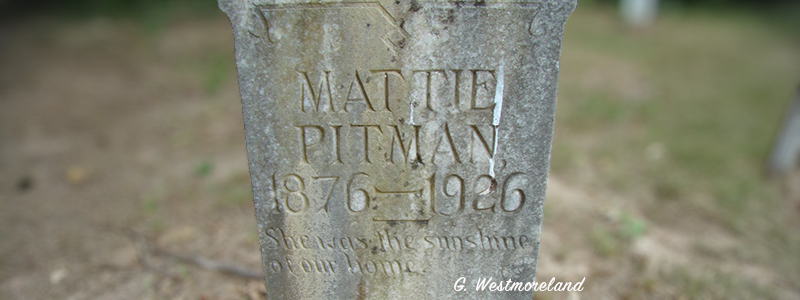 MATTIE
PITMAN,
1876—1926
She was the sunshine
of our home.
G. Westmoreland